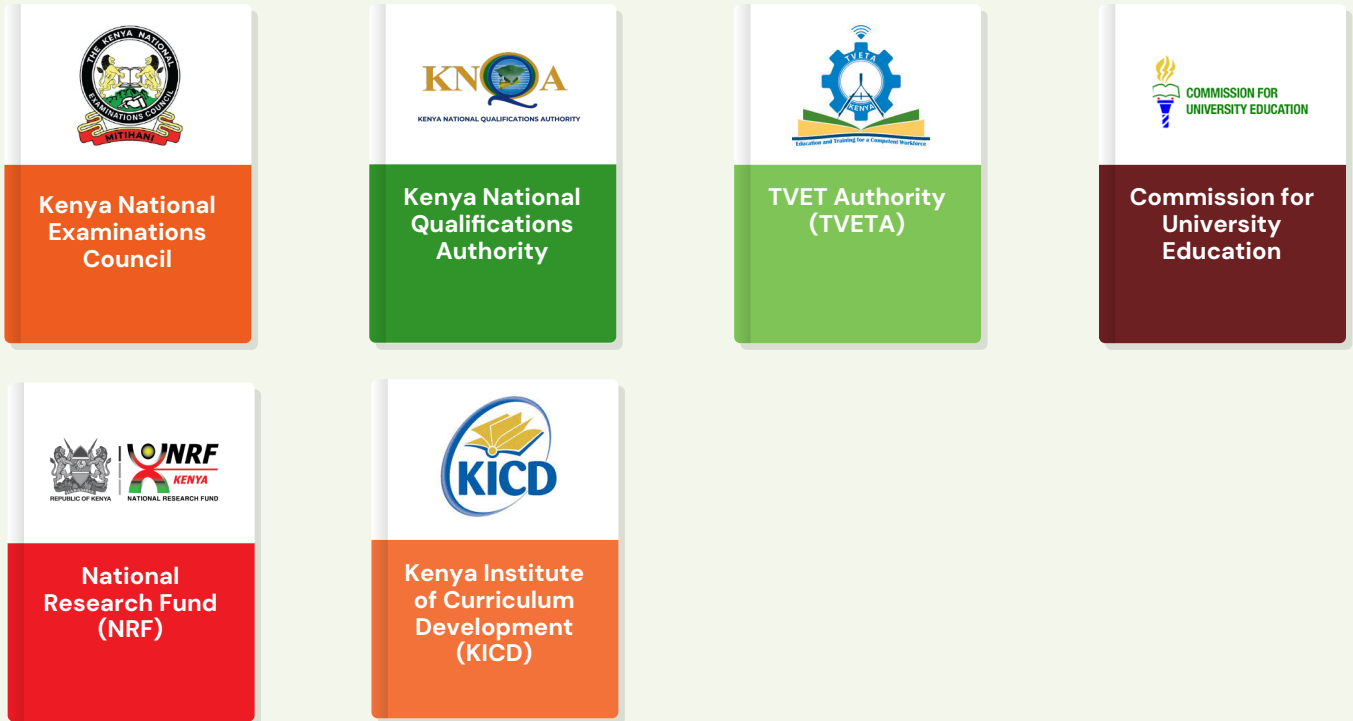 THE KENYA NATIONAL
EXAMINATIONS COUNCIL
MITIHANI
Kenya National
Examinations
Council
KNQA
KENYA NATIONAL QUALIFICATIONS AUTHORITY
Kenya National
Qualifications
Authority
TVETA
KENYA
Education and Training for a Competent Workforce
TVET Authority
(TVETA)
COMMISSION FOR
UNIVERSITY EDUCATION
Commission for
University
Education
REPUBLIC OF KENYA
NRF
KENYA
NATIONAL RESEARCH FUND
National
Research Fund
(NRF)
KICD
Kenya Institute
of Curriculum
Development
(KICD)